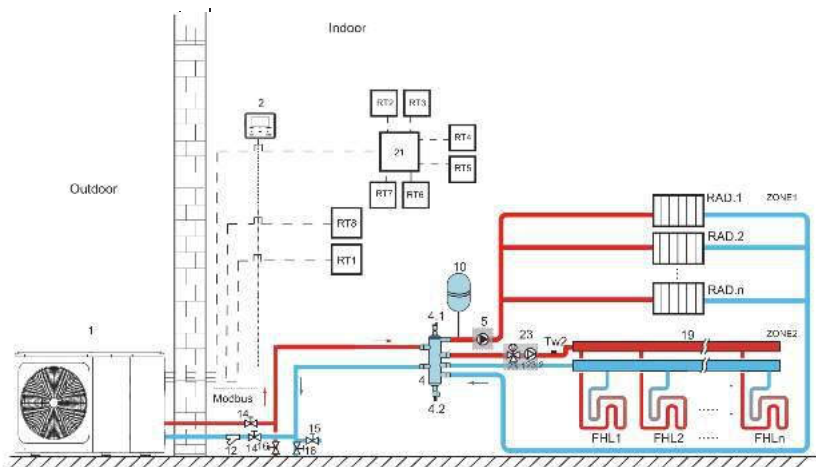 Indoor
Outdoor
2
RT2
RT3
21
RT4
RT5
RT7
RT6
RT8
RT1
RAD.1
ZONE1
RAD.2
RAD.n
10
4.1
5
23
Tw2
19
ZONE2
1
4
4.2
Modbus
14
15
12
14
16
16
FHL1
FHL2
FHLn